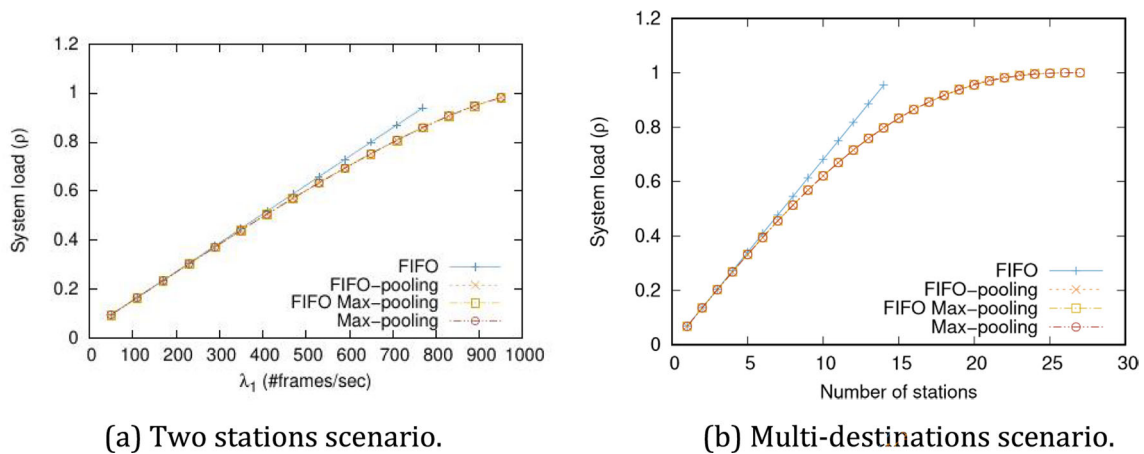 1.2
1
0.8
0.6
0.4
0.2
0
System load (ρ)
FIFO
FIFO-pooling
FIFO Max-pooling
Max-pooling
0 100 200 300 400 500 600 700 800 900 1000
λ1 (#frames/sec)
(a) Two stations scenario.
1.2
1
0.8
0.6
0.4
0.2
0
System load (ρ)
FIFO
FIFO-pooling
FIFO Max-pooling
Max-pooling
0 5 10 15 20 25 30
Number of stations
(b) Multi-destinations scenario.